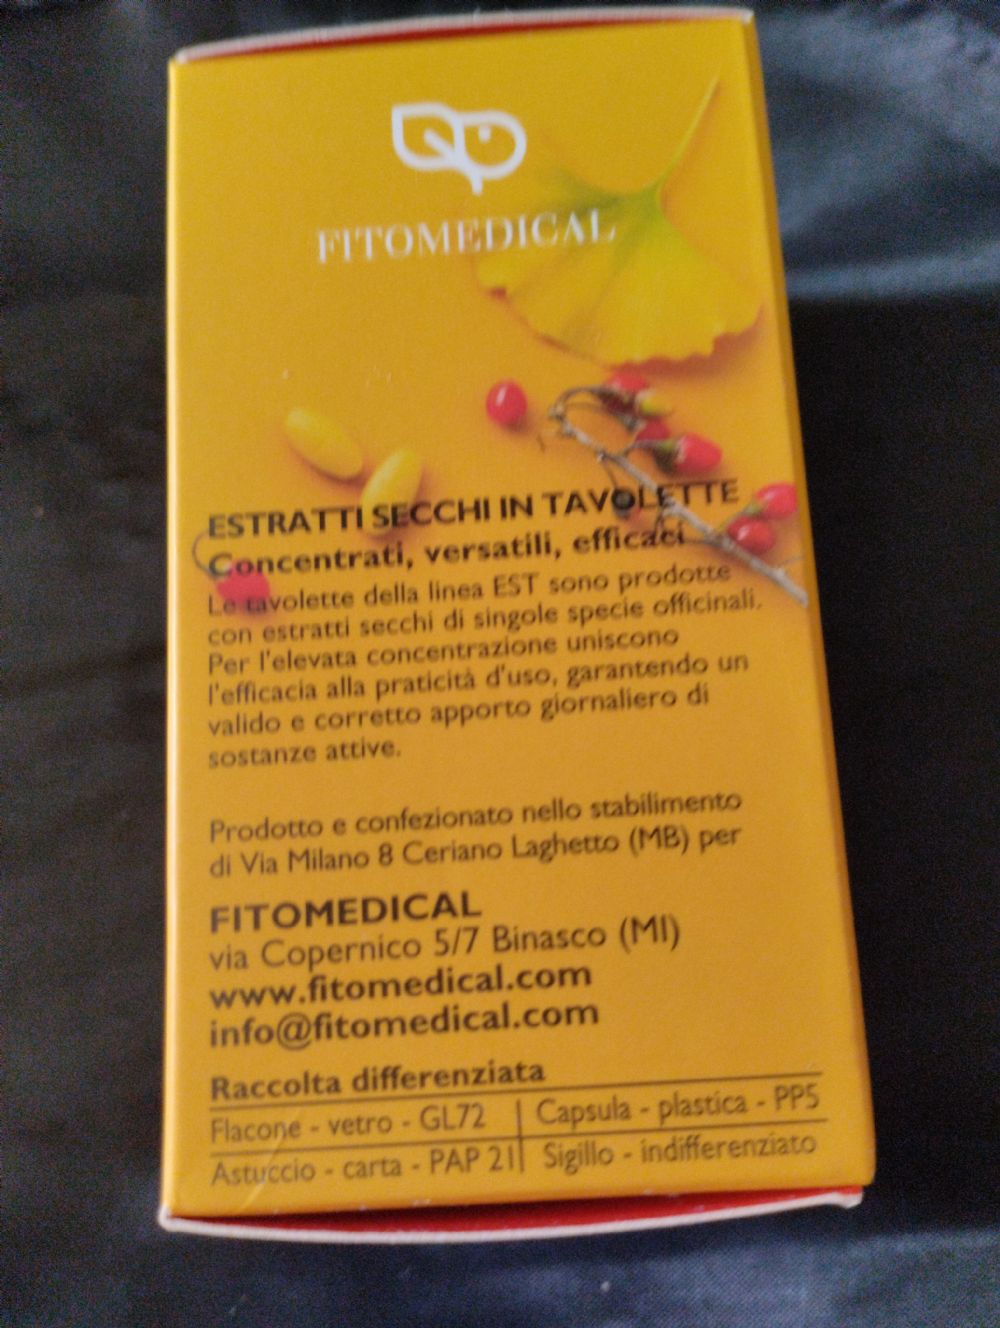 FITOMEDICAL
ESTRATTI SECCHI IN TAVOLETTE
Concentrati, versatili, efficaci
Le tavolette della linea EST sono prodotte
con estratti secchi di singole specie officinali.
Per l'elevata concentrazione uniscono
l'efficacia alla praticità d'uso, garantendo un
valido e corretto apporto giornaliero di
sostanze attive.
Prodotto e confezionato nello stabilimento
di Via Milano 8 Ceriano Laghetto (MB) per
FITOMEDICAL
via Copernico 5/7 Binasco (MI)
www.fitomedical.com
info@fitomedical.com
Raccolta differenziata
Flacone - vetro - GL72 | Capsula - plastica - PP5
Astuccio - carta - PAP 21 | Sigillo - indifferenziato